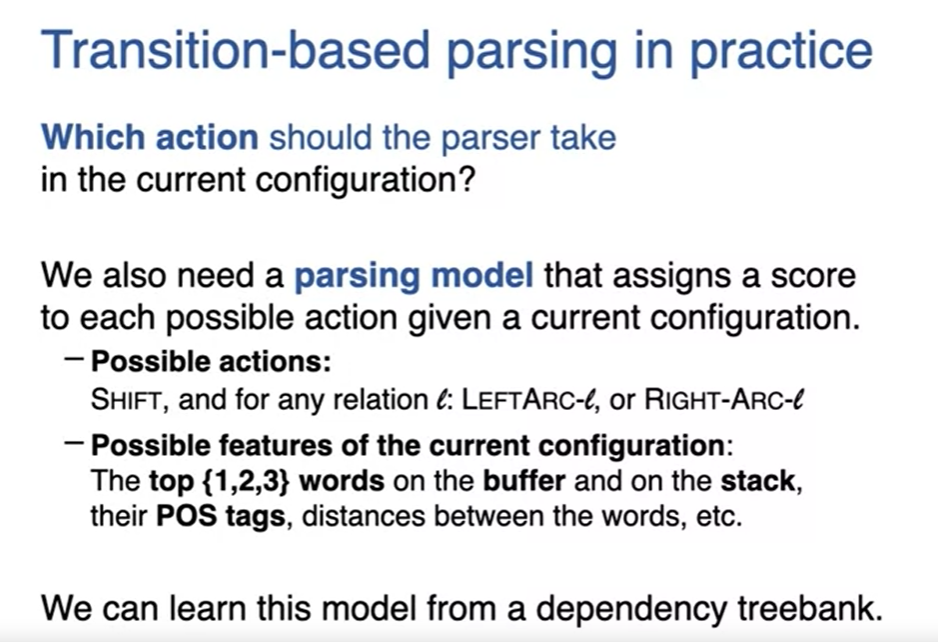 Transition-based parsing in practice
Which action should the parser take
in the current configuration?
We also need a parsing model that assigns a score
to each possible action given a current configuration.
– Possible actions:
SHIFT, and for any relation ℓ: LEFTARC-ℓ, or RIGHT-ARC-ℓ
– Possible features of the current configuration:
The top {1,2,3} words on the buffer and on the stack,
their POS tags, distances between the words, etc.
We can learn this model from a dependency treebank.